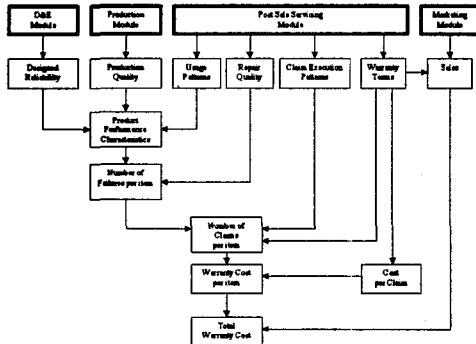 D&E
Module
Production
Module
Post Sale Servicing
Module
Marketing
Module
Designed
Reliability
Production
Quality
Usage
Patterns
Repair
Quality
Claim Execution
Patterns
Warranty
Terms
Sales
Product
Performance
Characteristics
Number of
Failures per item
Number of
Claims
per item
Warranty Cost
per item
Cost
per Claim
Total
Warranty Cost